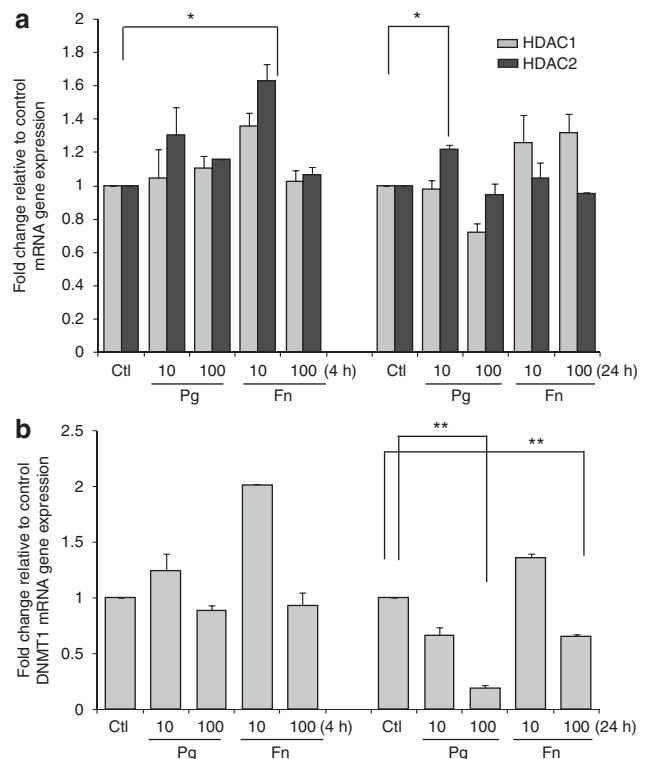 a
Fold change relative to control
mRNA gene expression
2
1.8
1.6
1.4
1.2
1
0.8
0.6
0.4
0.2
0
*
*
HDAC1
HDAC2
Ctl 10 100 10 100 (4 h) Ctl 10 100 10 100 (24 h)
Pg Fn Pg Fn
b
Fold change relative to control
DNMT1 mRNA gene expression
2.5
2
1.5
1
0.5
0
**
**
Ctl 10 100 10 100 (4 h) Ctl 10 100 10 100 (24 h)
Pg Fn Pg Fn